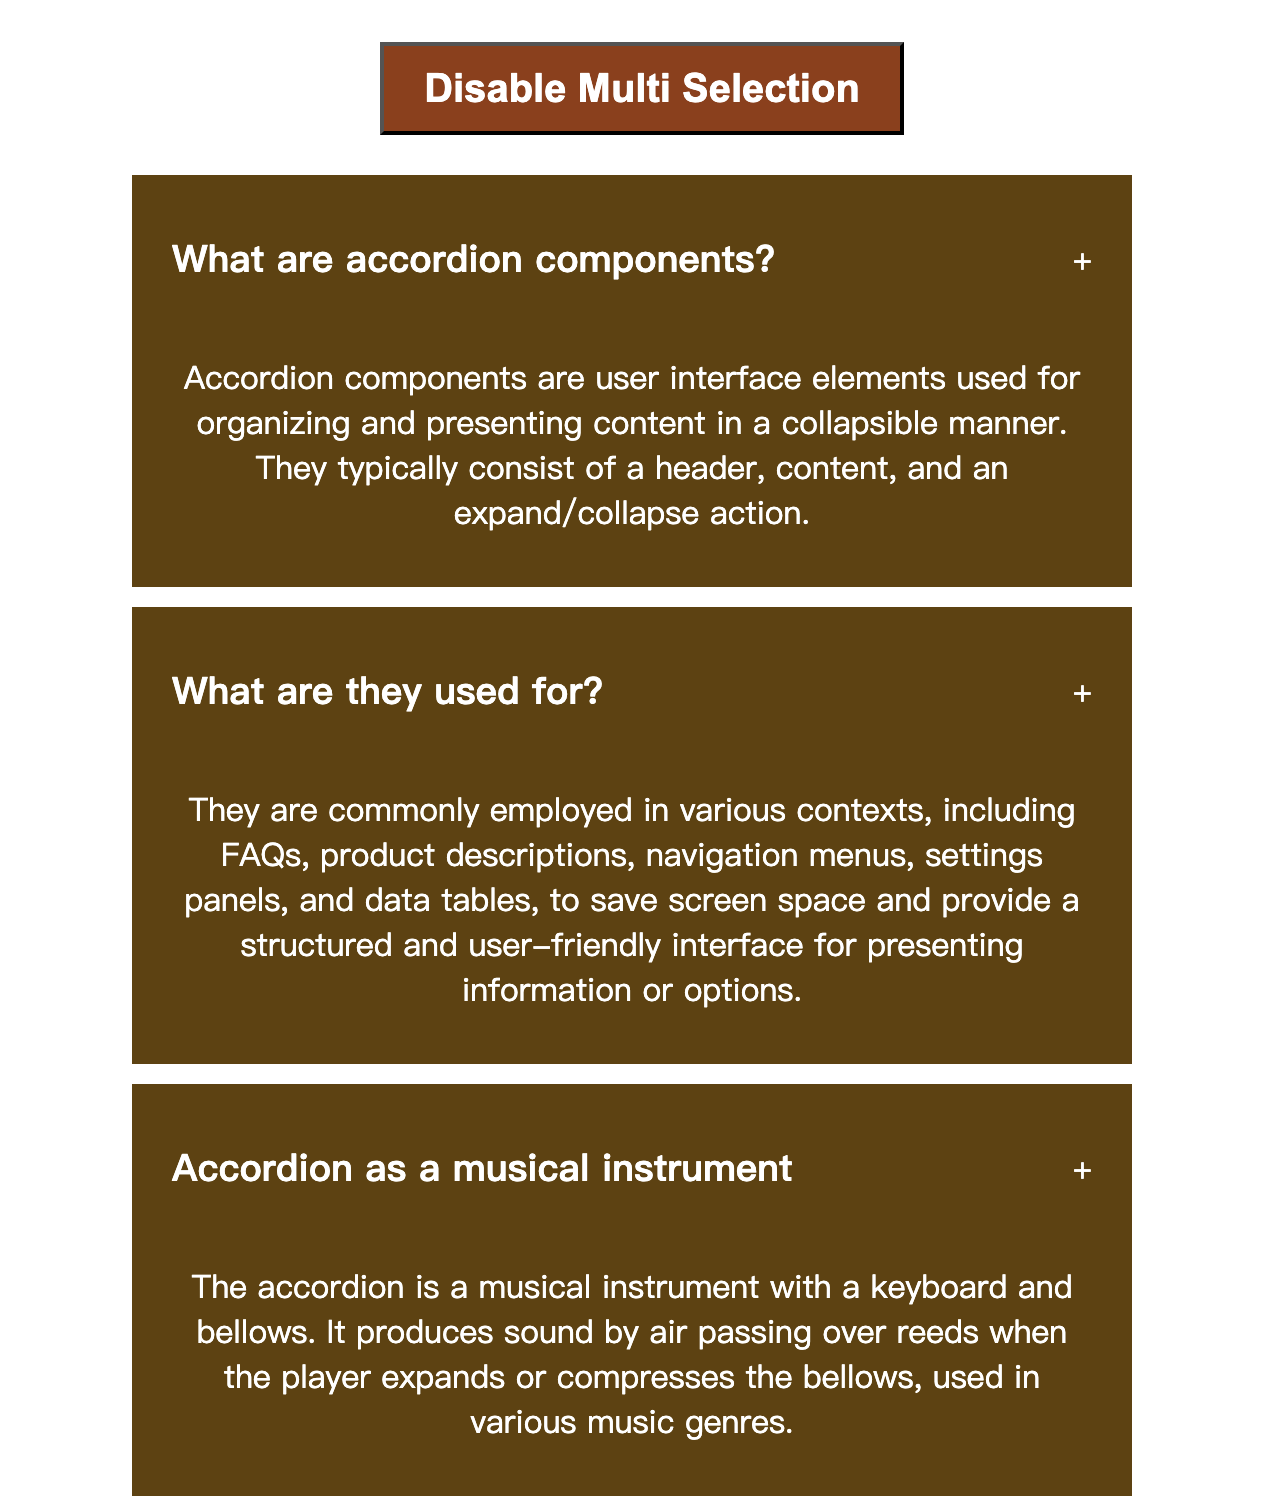 Disable Multi Selection
What are accordion components?
+
Accordion components are user interface elements used for
organizing and presenting content in a collapsible manner.
They typically consist of a header, content, and an
expand/collapse action.
What are they used for?
+
They are commonly employed in various contexts, including
FAQs, product descriptions, navigation menus, settings
panels, and data tables, to save screen space and provide a
structured and user-friendly interface for presenting
information or options.
Accordion as a musical instrument
+
The accordion is a musical instrument with a keyboard and
bellows. It produces sound by air passing over reeds when
the player expands or compresses the bellows, used in
various music genres.